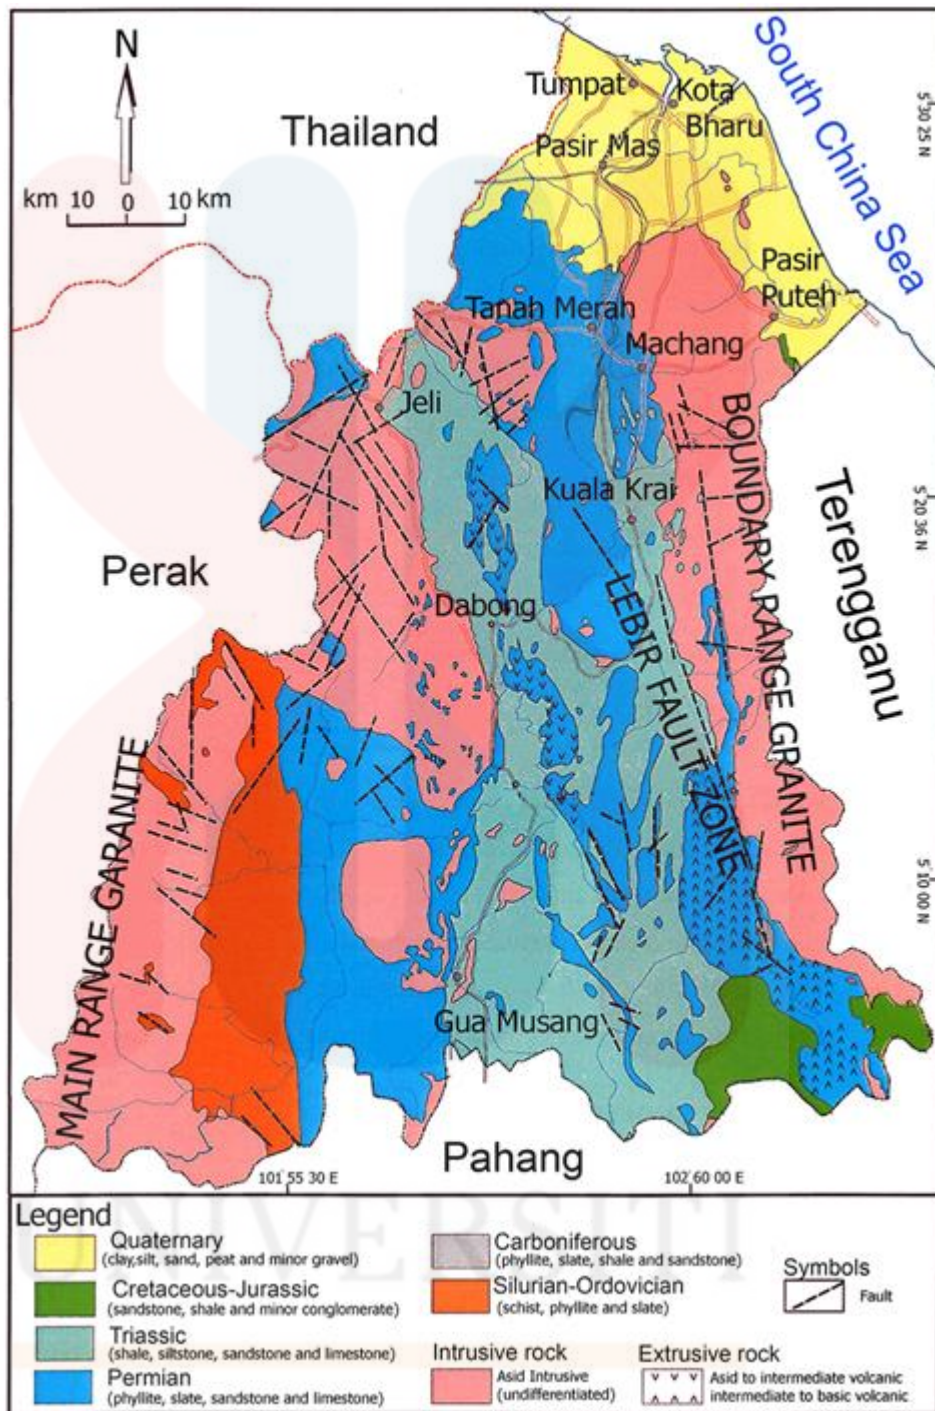 N
km 10 0 10 km
Thailand
South China Sea
Tumpat
Kota
Bharu
Pasir Mas
5° 30 25 N
Pasir
Puteh
Tanah Merah
Machang
Jeli
Kuala Krai
BOUNDARY RANGE GRANITE
Terengganu
5° 20 36 N
Perak
Dabong
LEBIR FAULT ZONE
MAIN RANGE GARANITE
5° 10 00 N
Gua Musang
Pahang
101° 55 30 E
102° 60 00 E
UNIVERSITI
Legend
Quaternary
(clay,silt, sand, peat and minor gravel)
Cretaceous-Jurassic
(sandstone, shale and minor conglomerate)
Triassic
(shale, siltstone, sandstone and limestone)
Permian
(phyllite, slate, sandstone and limestone)
Carboniferous
(phyllite, slate, shale and sandstone)
Silurian-Ordovician
(schist, phyllite and slate)
Intrusive rock
Asid Intrusive
(undifferentiated)
Symbols
Fault
Extrusive rock
Asid to intermediate volcanic
intermediate to basic volcanic